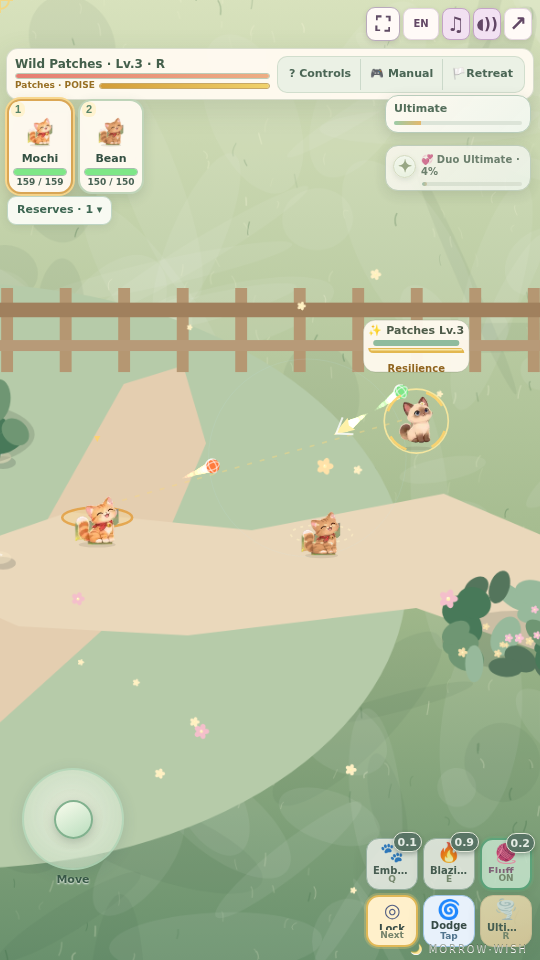 EN
Wild Patches · Lv.3 · R
Patches · POISE
? Controls
Manual
Retreat
1
Mochi
159 / 159
2
Bean
150 / 150
Reserves · 1 ▾
Ultimate
Duo Ultimate ·
4%
Patches Lv.3
Resilience
Move
0.1
Emb...
Q
0.9
Blazi...
E
0.2
Fluff
ON
Lock
Next
Dodge
Tap
Ulti...
R
MORROW-WISH